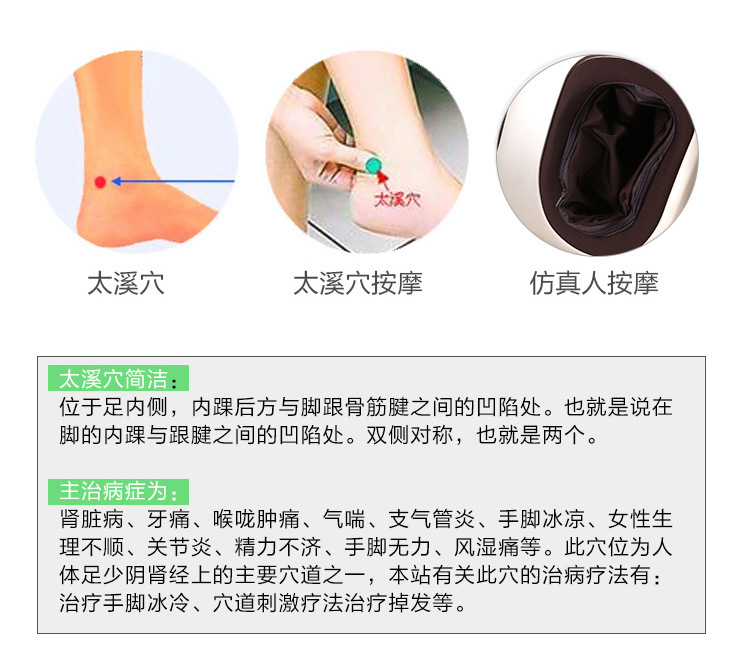 太溪穴
太溪穴
太溪穴按摩
仿真人按摩
太溪穴简洁：
位于足内侧，内踝后方与脚跟骨筋腱之间的凹陷处。也就是说在
脚的内踝与跟腱之间的凹陷处。双侧对称，也就是两个。
主治病症为：
肾脏病、牙痛、喉咙肿痛、气喘、支气管炎、手脚冰凉、女性生
理不顺、关节炎、精力不济、手脚无力、风湿痛等。此穴位为人
体足少阴肾经上的主要穴道之一，本站有关此穴的治病疗法有：
治疗手脚冰冷、穴道刺激疗法治疗掉发等。